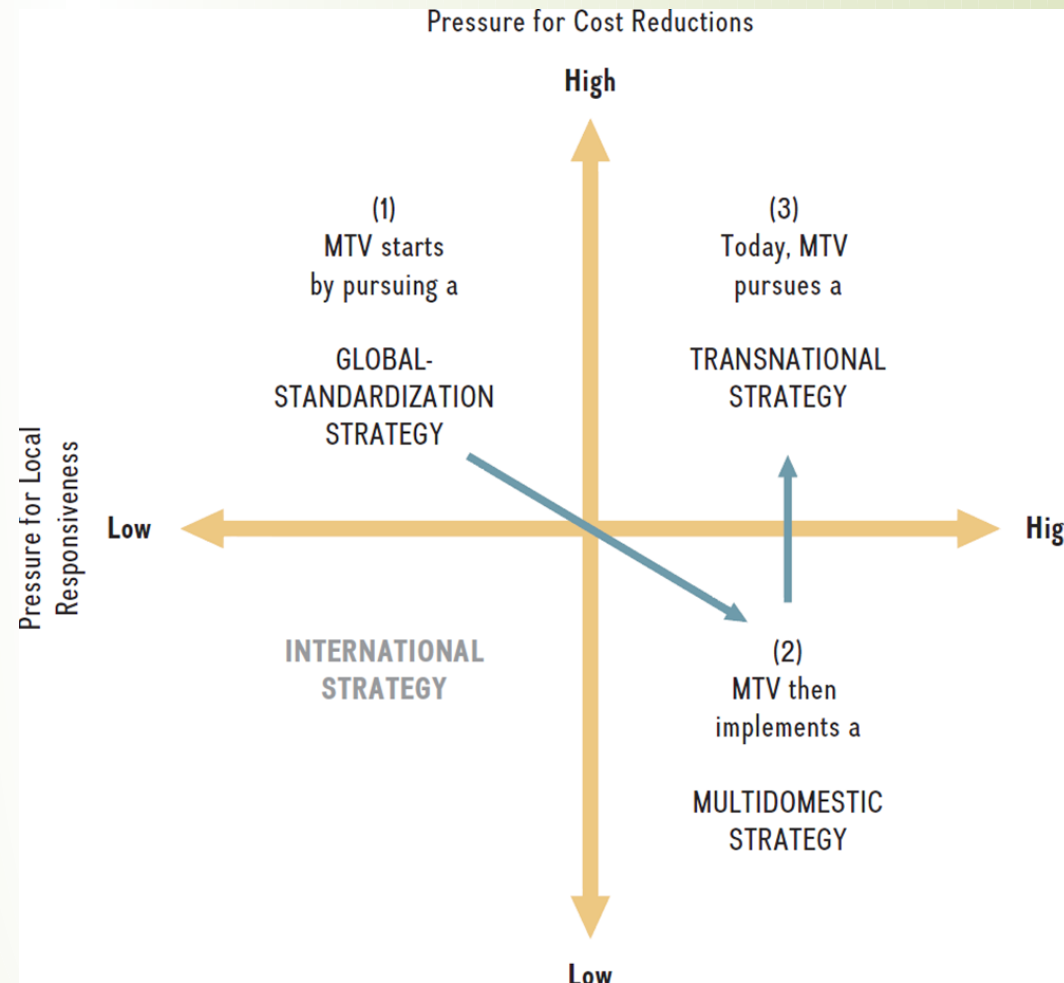 Pressure for Cost Reductions
High
(1)
MTV starts
by pursuing a
GLOBAL-
STANDARDIZATION
STRATEGY
(3)
Today, MTV
pursues a
TRANSNATIONAL
STRATEGY
Pressure for Local
Responsiveness
Low
Hig
INTERNATIONAL
STRATEGY
(2)
MTV then
implements a
MULTIDOMESTIC
STRATEGY
Low